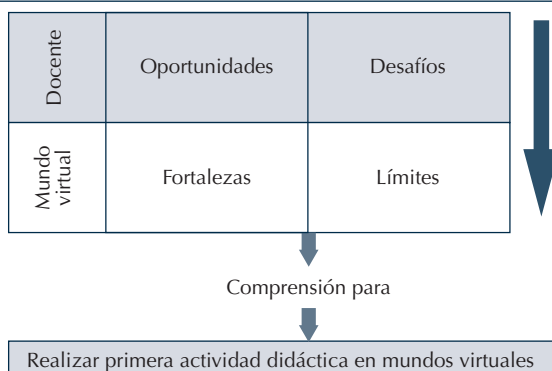 Docente
Oportunidades
Desafíos
Mundo
virtual
Fortalezas
Límites
Comprensión para
Realizar primera actividad didáctica en mundos virtuales